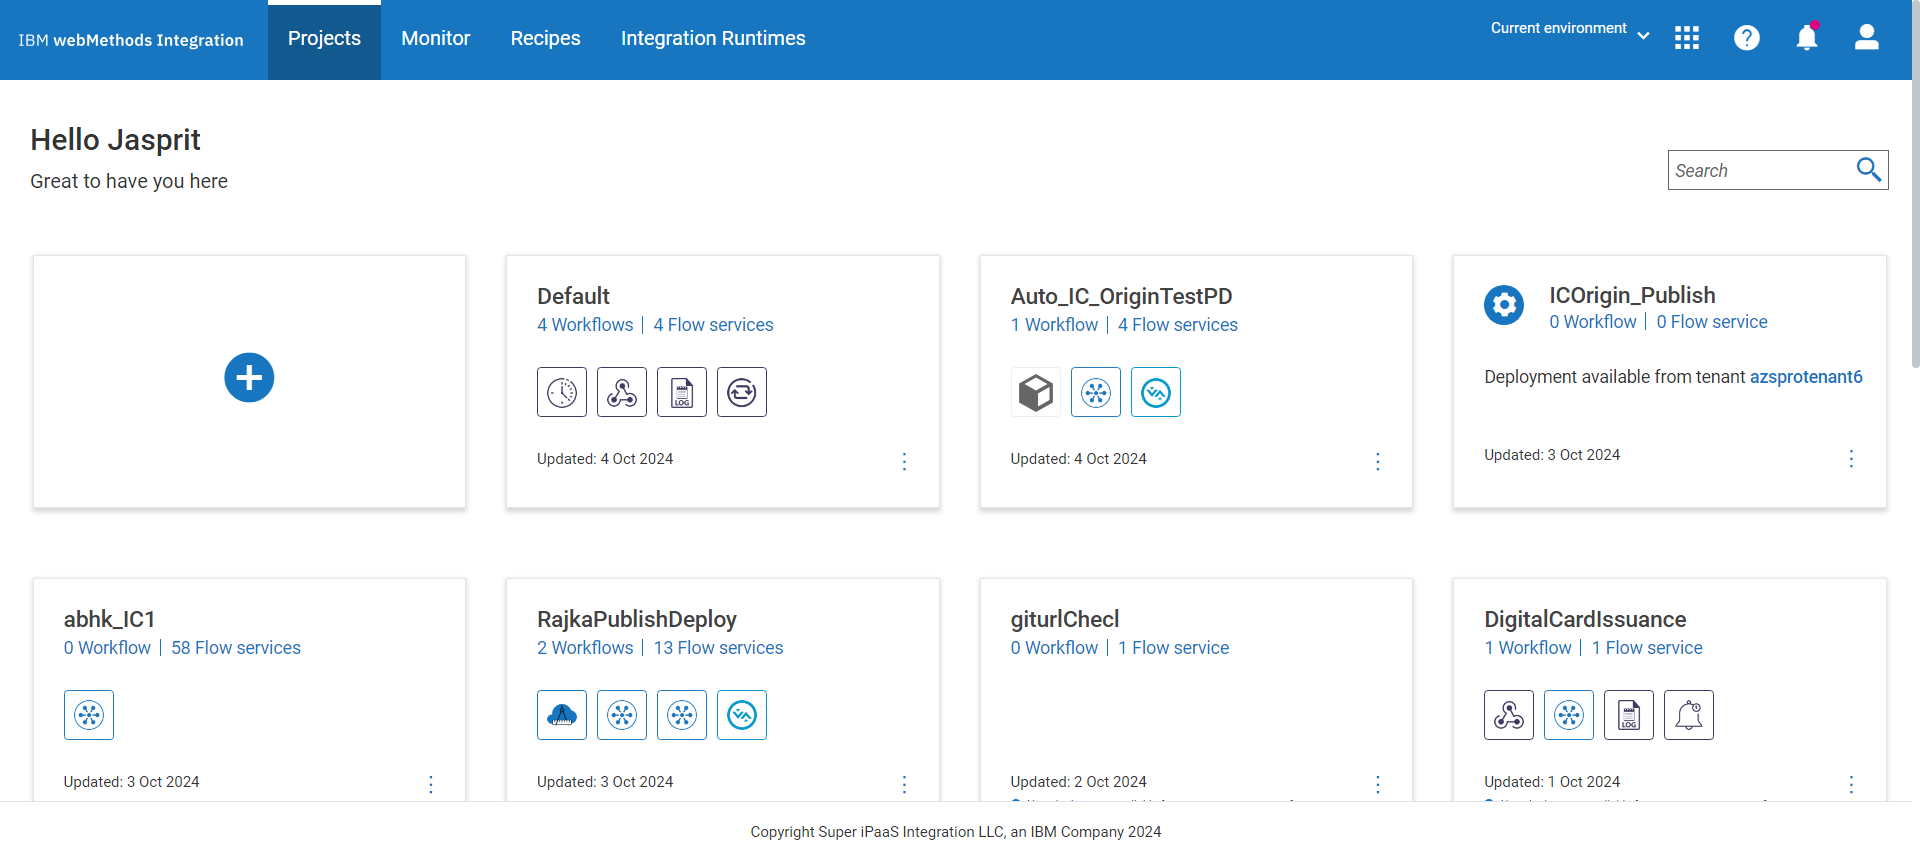 IBM webMethods Integration
Projects
Monitor
Recipes
Integration Runtimes
Current environment
Hello Jasprit
Great to have you here
Search
Default
4 Workflows | 4 Flow services
LOG
Updated: 4 Oct 2024
Auto_IC_OriginTestPD
1 Workflow | 4 Flow services
Updated: 4 Oct 2024
ICOrigin_Publish
0 Workflow | 0 Flow service
Deployment available from tenant azsprotenant6
Updated: 3 Oct 2024
abhk_IC1
0 Workflow | 58 Flow services
Updated: 3 Oct 2024
RajkaPublishDeploy
2 Workflows | 13 Flow services
Updated: 3 Oct 2024
giturlChecl
0 Workflow | 1 Flow service
Updated: 2 Oct 2024
DigitalCardIssuance
1 Workflow | 1 Flow service
LOG
Updated: 1 Oct 2024
Copyright Super iPaaS Integration LLC, an IBM Company 2024